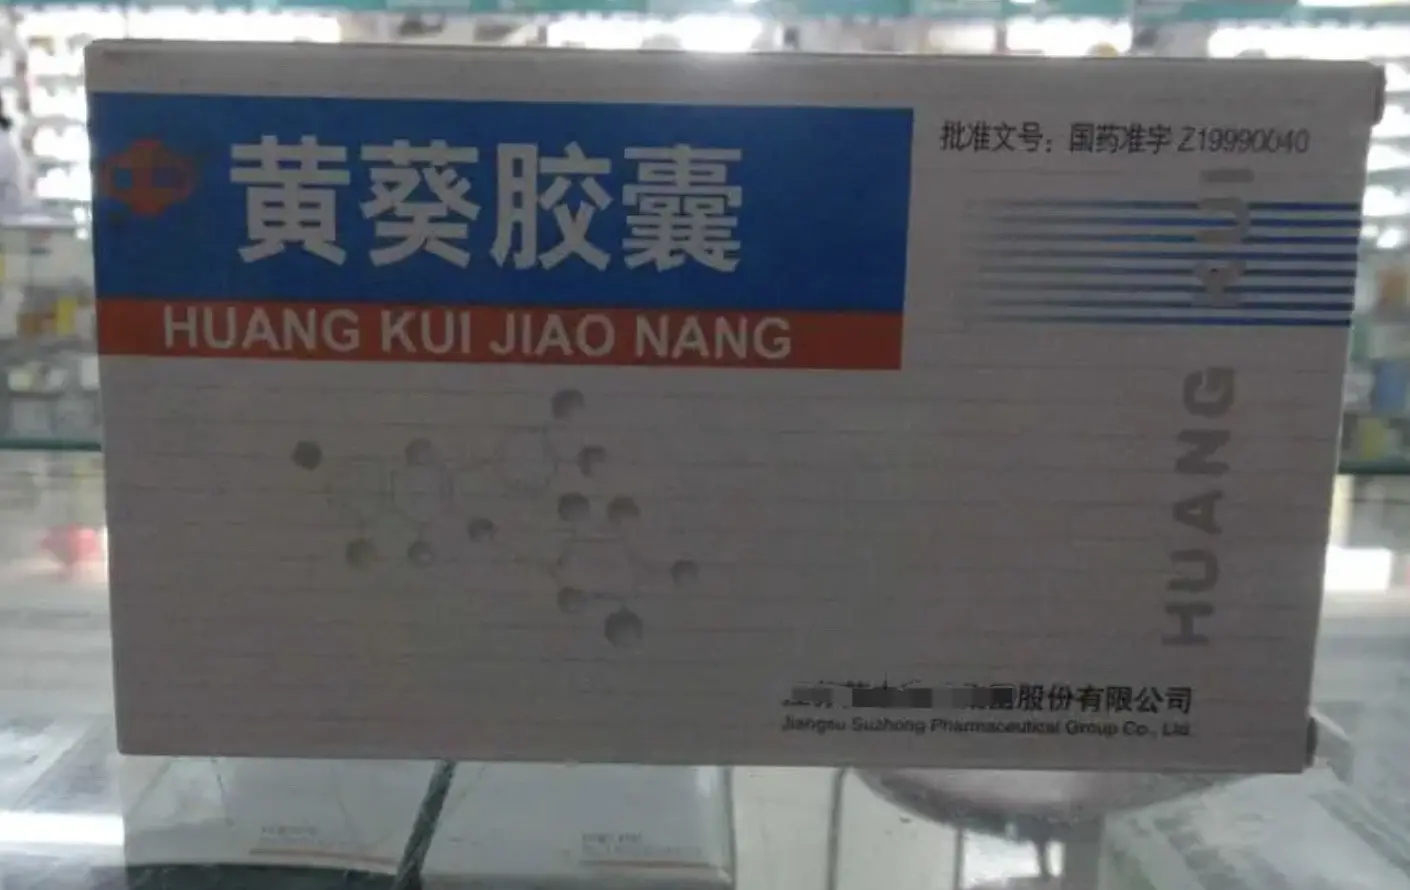 黄葵胶囊
HUANG KUI JIAO NANG
批准文号：国药准字 Z19990040
HUANG KUI
股份有限公司
Jiangsu Suzhong Pharmaceutical Group Co., Ltd.